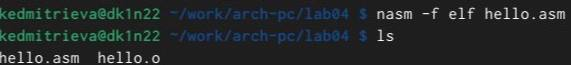 kedmitrieva@dk1n22 ~/work/arch-pc/lab04 $ nasm -f elf hello.asm
kedmitrieva@dk1n22 ~/work/arch-pc/lab04 $ ls
hello.asm  hello.o